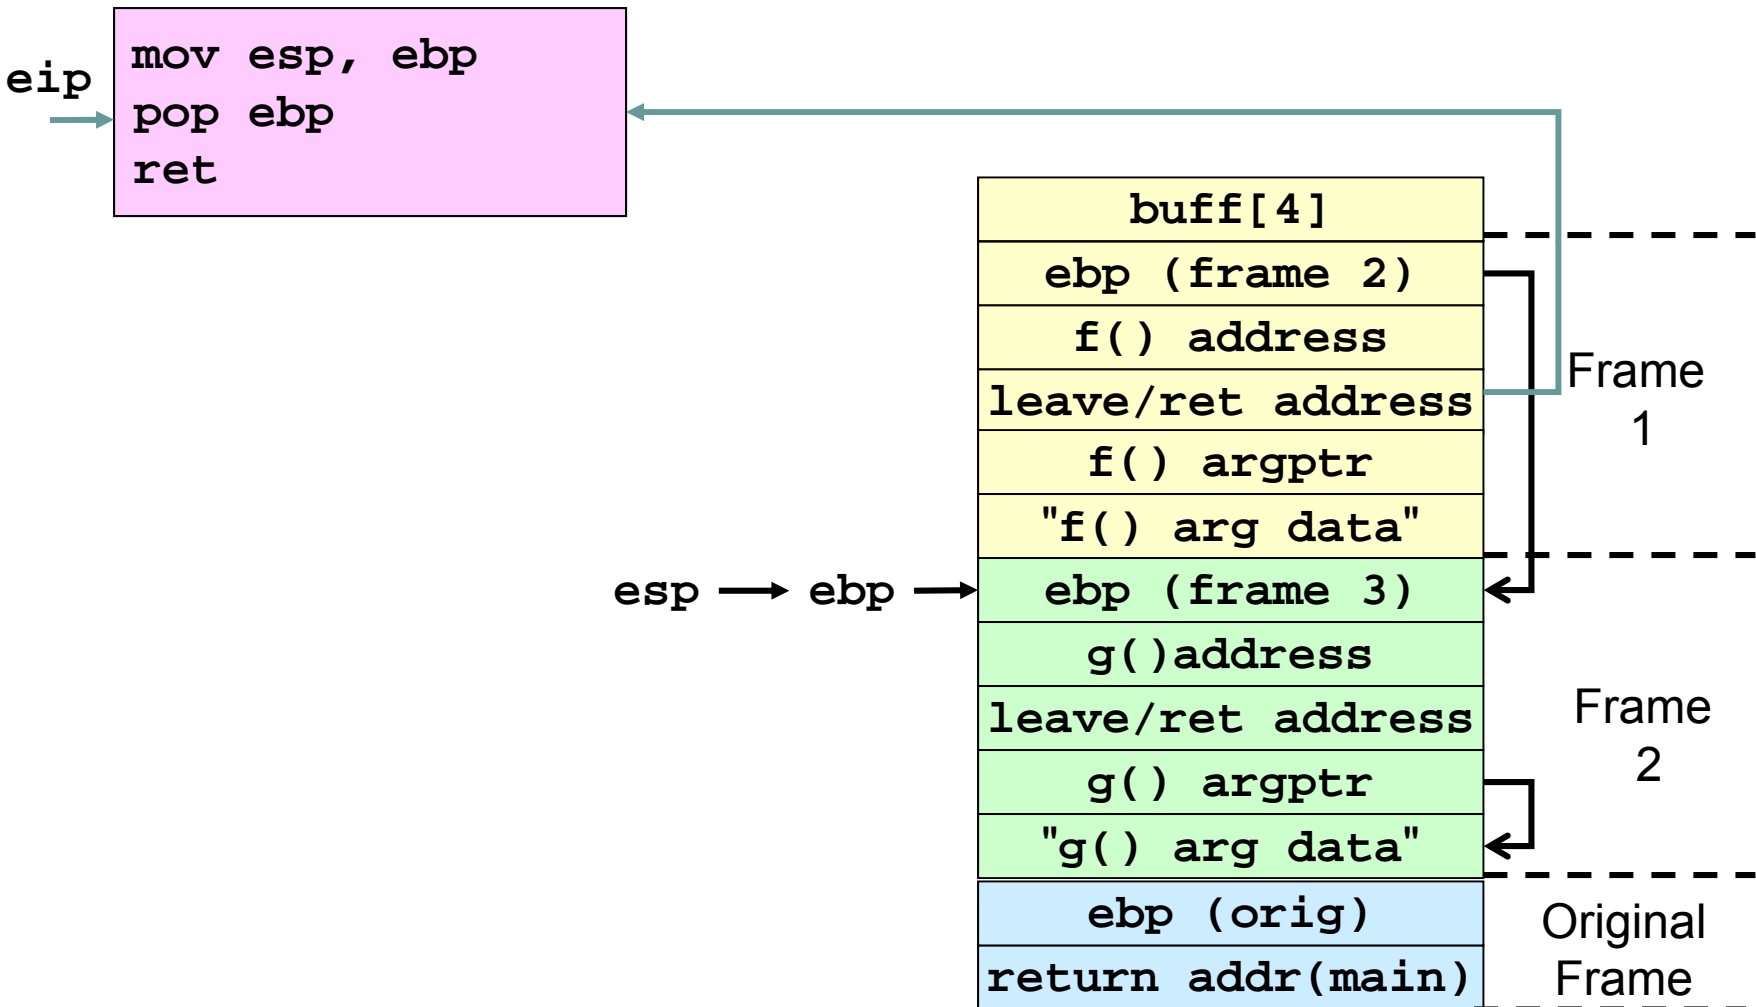 eip
mov esp, ebp
pop ebp
ret
buff[4]
ebp (frame 2)
f() address
leave/ret address
f() argptr
"f() arg data"
Frame
1
esp
ebp
ebp (frame 3)
g()address
leave/ret address
g() argptr
"g() arg data"
Frame
2
ebp (orig)
return addr(main)
Original
Frame